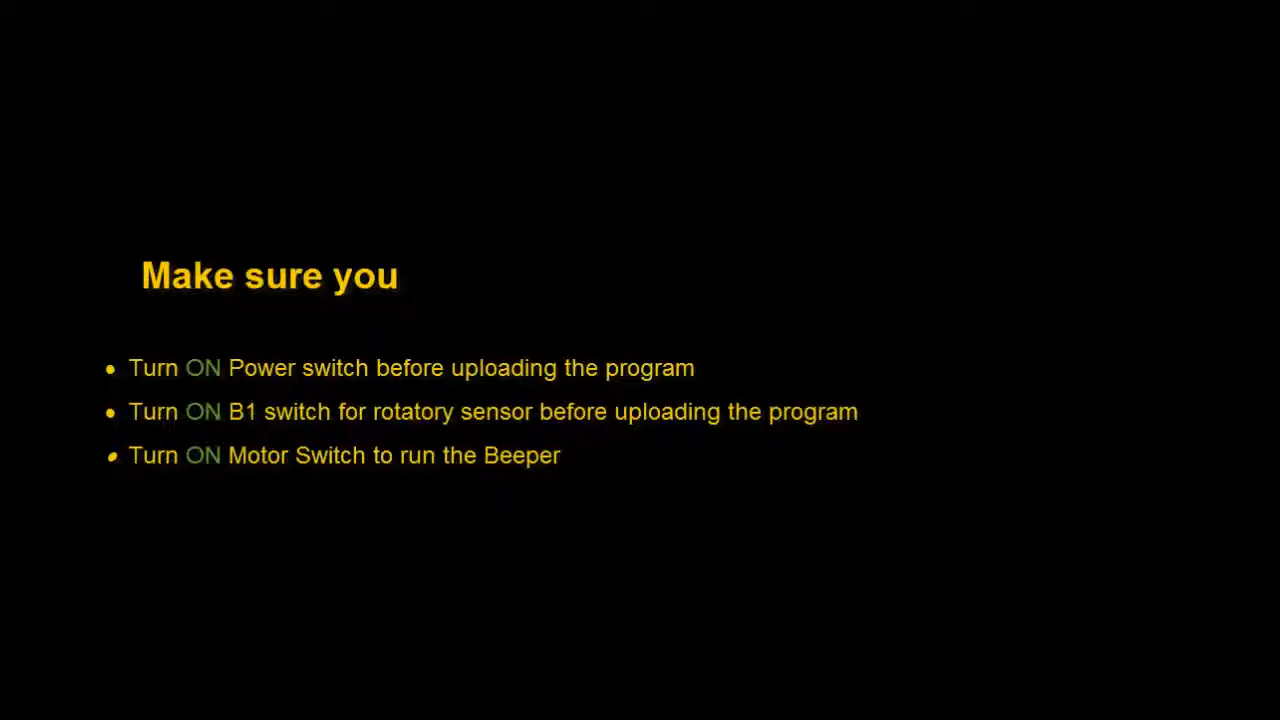 Make sure you
• Turn ON Power switch before uploading the program
• Turn ON B1 switch for rotatory sensor before uploading the program
• Turn ON Motor Switch to run the Beeper